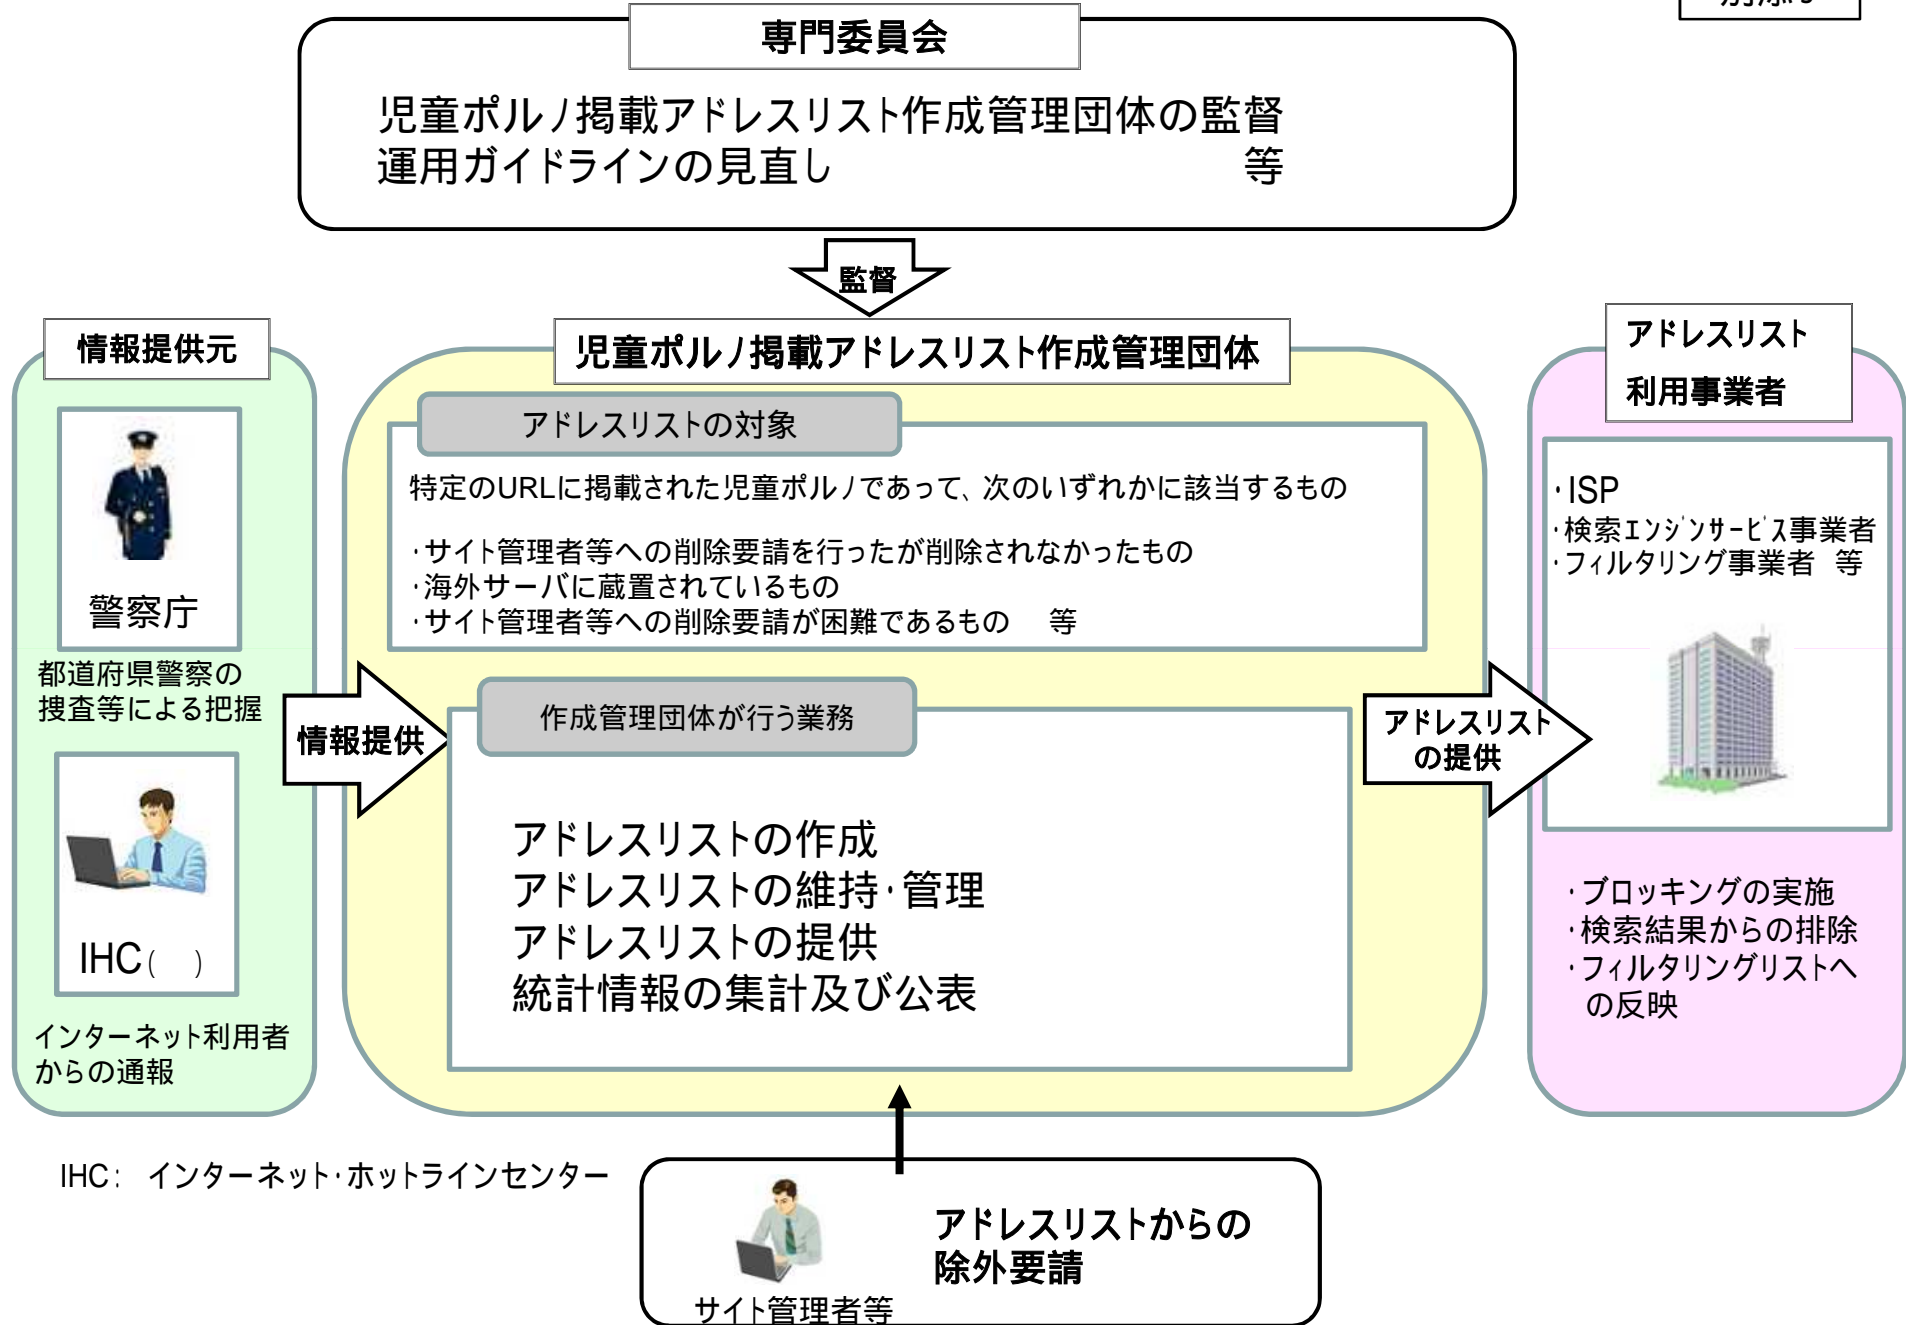 専門委員会
児童ポルノ掲載アドレスリスト作成管理団体の監督
運用ガイドラインの見直し 等
監督
情報提供元
警察庁
都道府県警察の
捜査等による把握
IHC( )
インターネット利用者
からの通報
情報提供
児童ポルノ掲載アドレスリスト作成管理団体
アドレスリストの対象
特定のURLに掲載された児童ポルノであって、次のいずれかに該当するもの
・サイト管理者等への削除要請を行ったが削除されなかったもの
・海外サーバに蔵置されているもの
・サイト管理者等への削除要請が困難であるもの 等
作成管理団体が行う業務
アドレスリストの作成
アドレスリストの維持・管理
アドレスリストの提供
統計情報の集計及び公表
アドレスリスト
の提供
アドレスリスト
利用事業者
・ISP
・検索エンジンサービス事業者
・フィルタリング事業者 等
・ブロッキングの実施
・検索結果からの排除
・フィルタリングリストへ
の反映
IHC: インターネット・ホットラインセンター
アドレスリストからの
除外要請
サイト管理者等